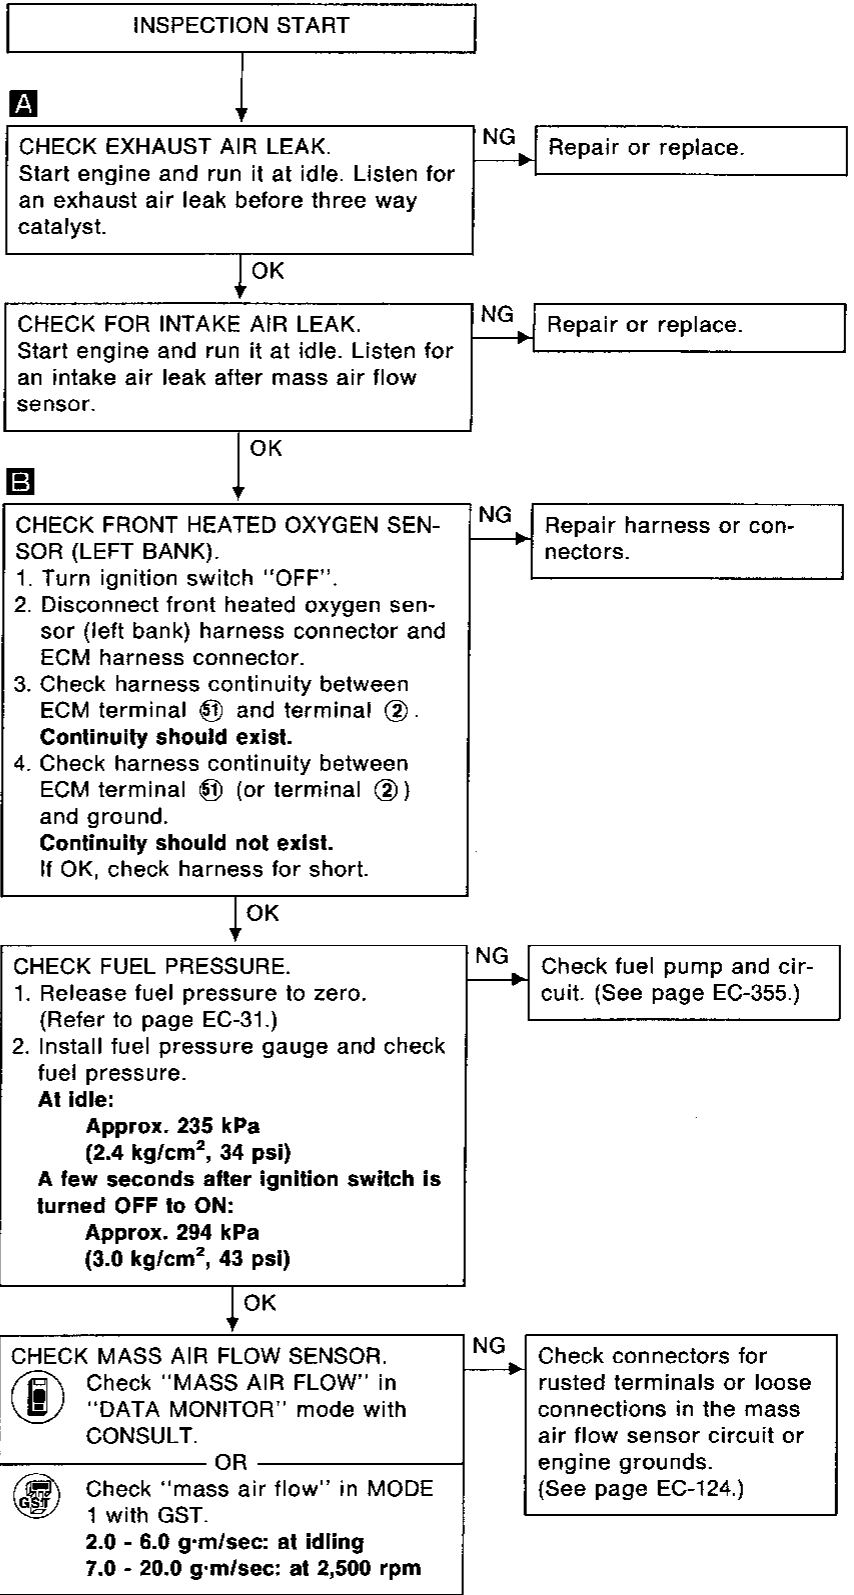 INSPECTION START
A
CHECK EXHAUST AIR LEAK.
Start engine and run it at idle. Listen for
an exhaust air leak before three way
catalyst.
NG
Repair or replace.
OK
CHECK FOR INTAKE AIR LEAK.
Start engine and run it at idle. Listen for
an intake air leak after mass air flow
sensor.
NG
Repair or replace.
OK
B
CHECK FRONT HEATED OXYGEN SEN-
SOR (LEFT BANK).
1. Turn ignition switch "OFF".
2. Disconnect front heated oxygen sen-
sor (left bank) harness connector and
ECM harness connector.
3. Check harness continuity between
ECM terminal 51 and terminal ②.
Continuity should exist.
4. Check harness continuity between
ECM terminal 51 (or terminal ②)
and ground.
Continuity should not exist.
If OK, check harness for short.
NG
Repair harness or con-
nectors.
OK
CHECK FUEL PRESSURE.
1. Release fuel pressure to zero.
(Refer to page EC-31.)
2. Install fuel pressure gauge and check
fuel pressure.
At idle:
Approx. 235 kPa
(2.4 kg/cm², 34 psi)
A few seconds after ignition switch is
turned OFF to ON:
Approx. 294 kPa
(3.0 kg/cm², 43 psi)
NG
Check fuel pump and cir-
cuit. (See page EC-355.)
OK
CHECK MASS AIR FLOW SENSOR.
Check "MASS AIR FLOW" in
"DATA MONITOR" mode with
CONSULT.
OR
GST
Check "mass air flow" in MODE
1 with GST.
2.0 - 6.0 g·m/sec: at idling
7.0 - 20.0 g·m/sec: at 2,500 rpm
NG
Check connectors for
rusted terminals or loose
connections in the mass
air flow sensor circuit or
engine grounds.
(See page EC-124.)